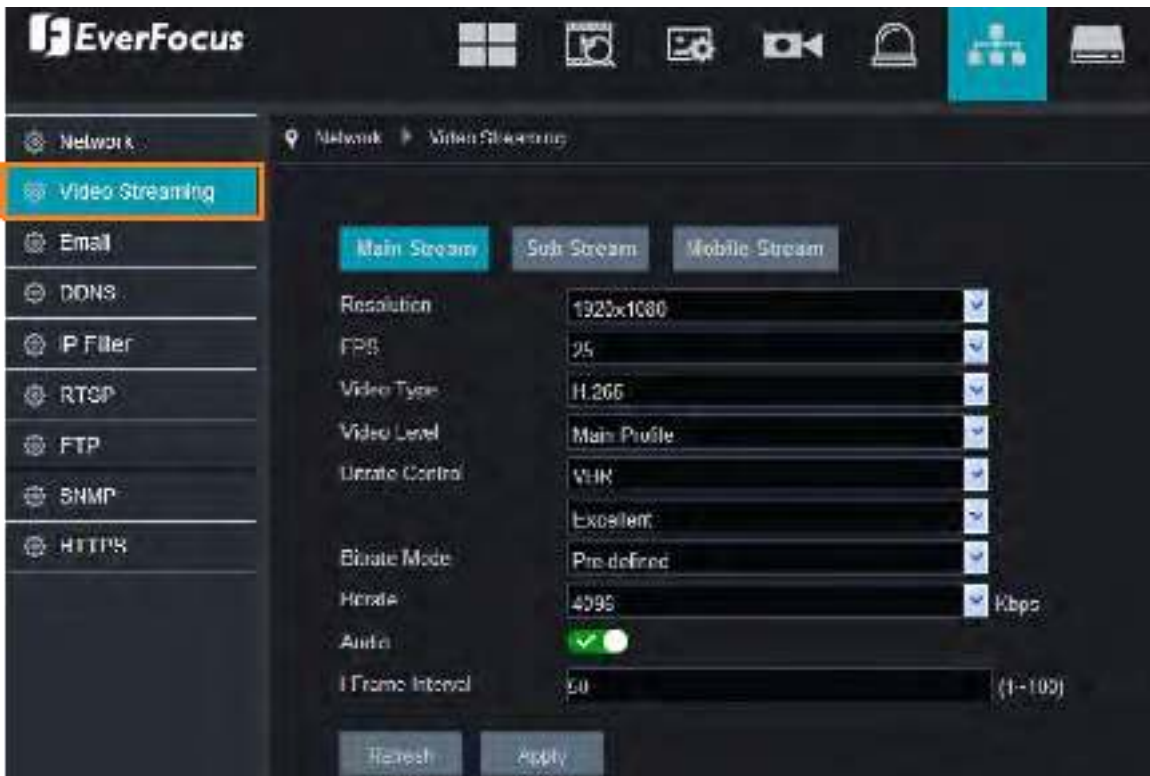 EverFocus
Network
Video Streaming
Email
DDNS
IP Filter
RTSP
FTP
SNMP
HTTPS
Network Video Streaming
Main Stream Sub Stream Mobile Stream
Resolution 1920x1080
FPS 25
Video Type H.265
Video Level Main Profile
Bitrate Control VBR
Excellent
Bitrate Mode Pre-defined
Bitrate 4096 Kbps
Audio
I Frame Interval 50 (1~100)
Refresh Apply